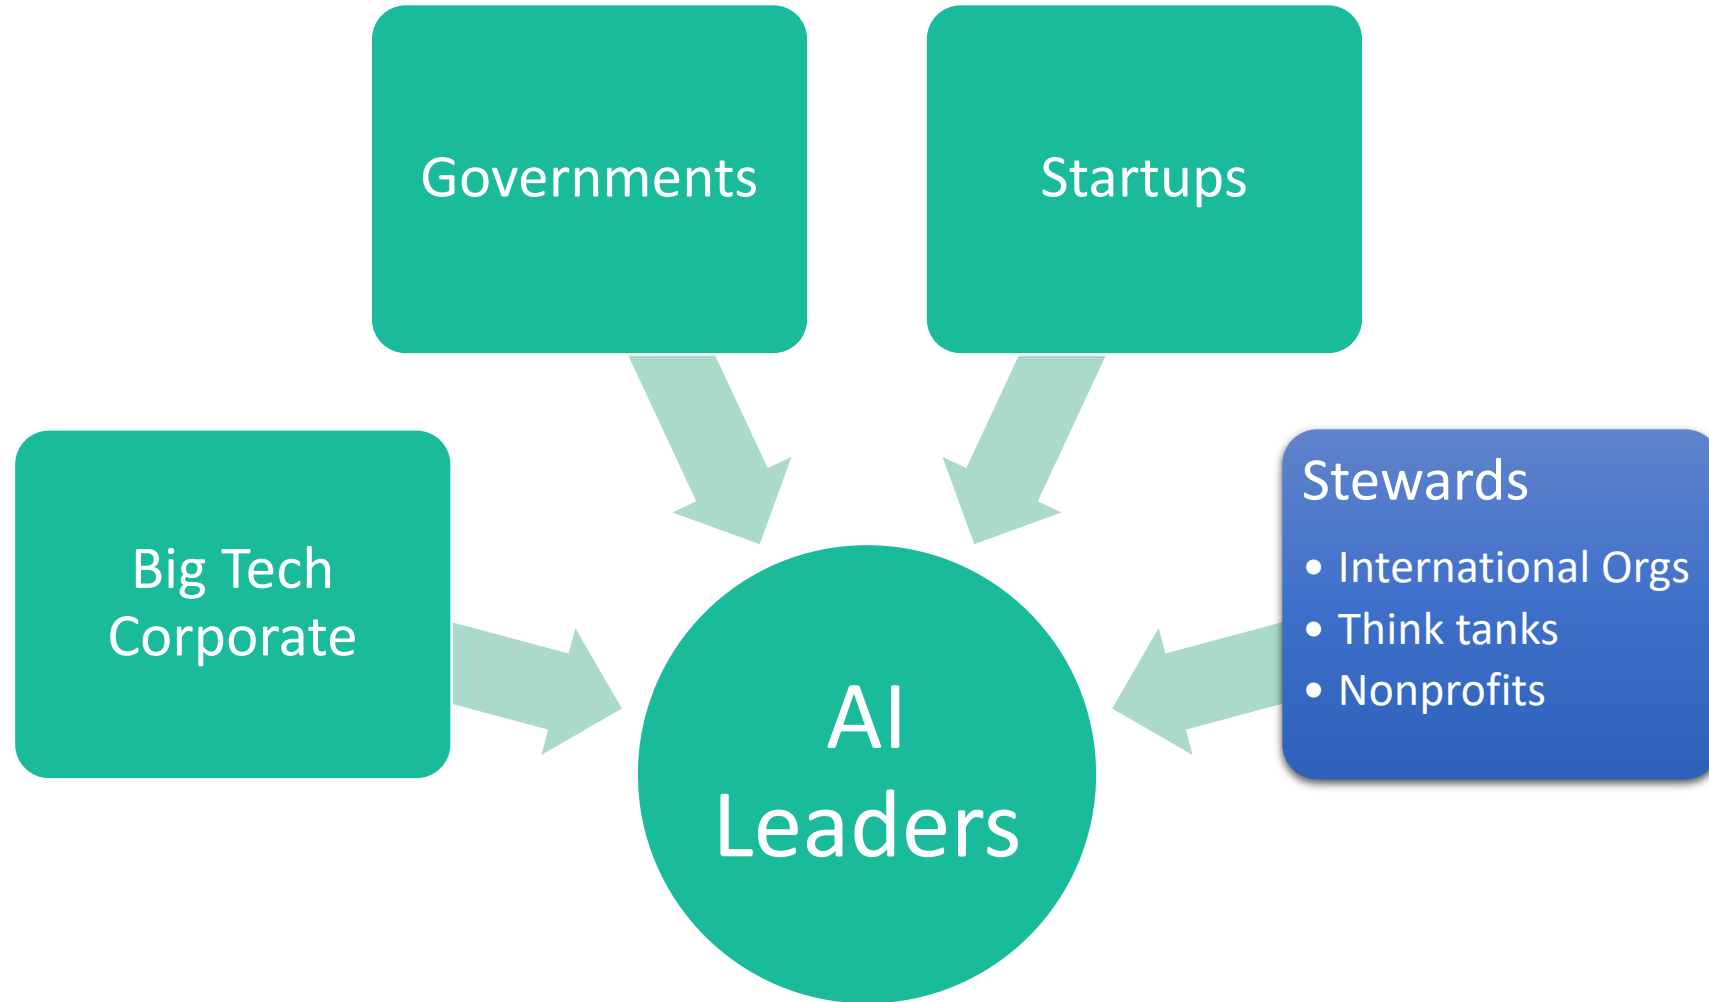 Governments
Startups
Big Tech
Corporate
Stewards
• International Orgs
• Think tanks
• Nonprofits
AI
Leaders